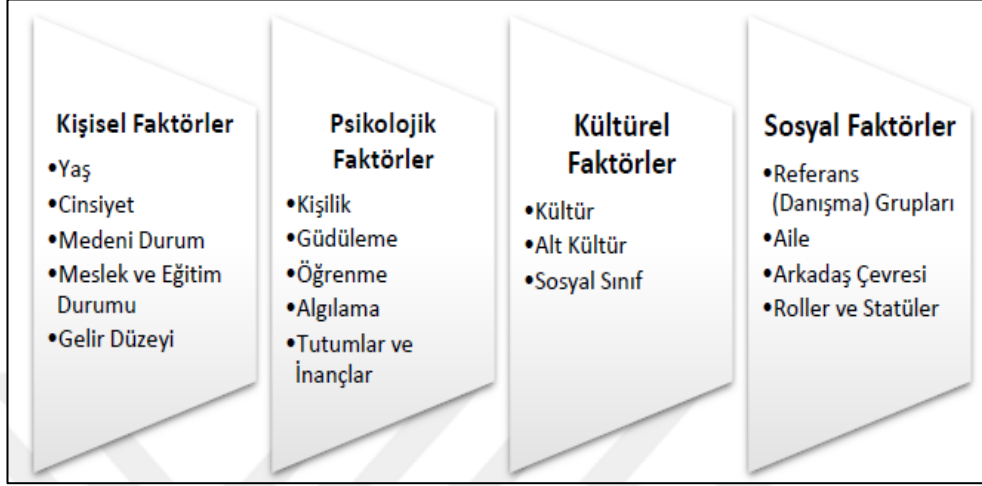 Kişisel Faktörler
•Yaş
•Cinsiyet
•Medeni Durum
•Meslek ve Eğitim
Durumu
•Gelir Düzeyi
Psikolojik
Faktörler
•Kişilik
•Güdüleme
•Öğrenme
•Algılama
•Tutumlar ve
İnançlar
Kültürel
Faktörler
•Kültür
•Alt Kültür
•Sosyal Sınıf
Sosyal Faktörler
•Referans
(Danışma) Grupları
•Aile
•Arkadaş Çevresi
•Roller ve Statüler